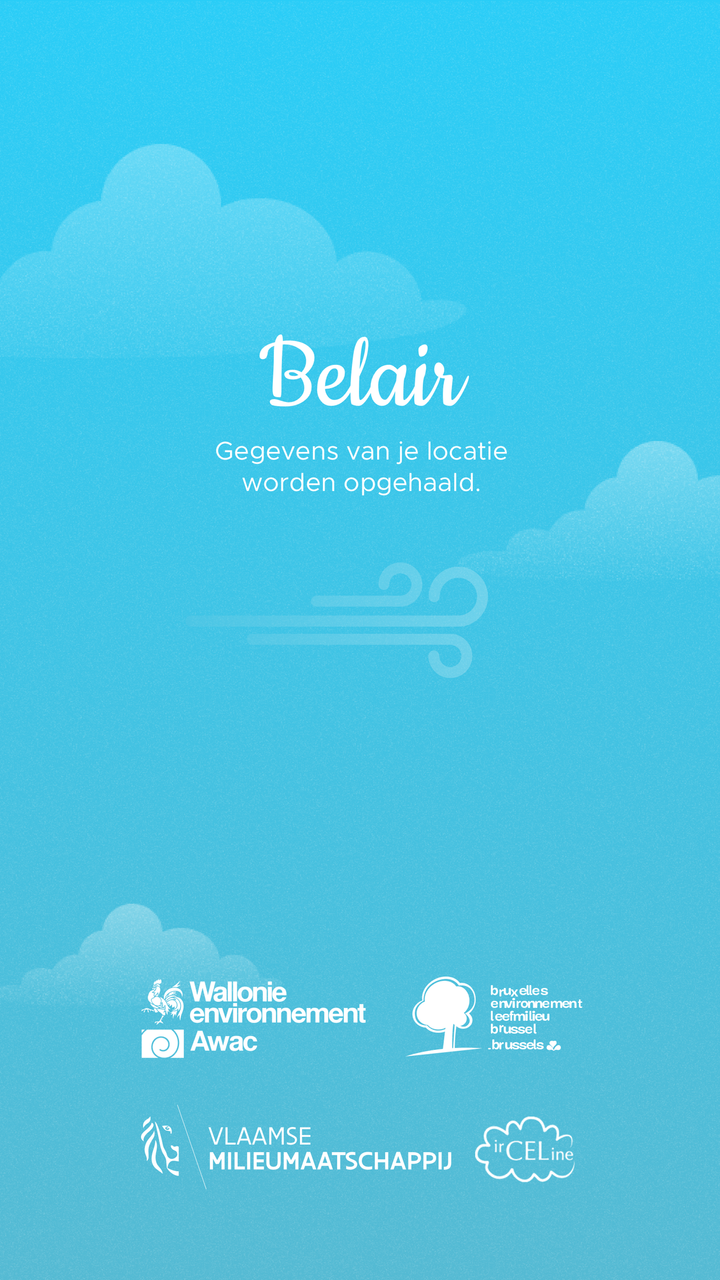 Belair
Gegevens van je locatie
worden opgehaald.
Wallonie
environnement
Awac
bruxelles
environnement
leefmilieu
brussel
.brussels
VLAAMSE
MILIEUMAATSCHAPPIJ
irCELine